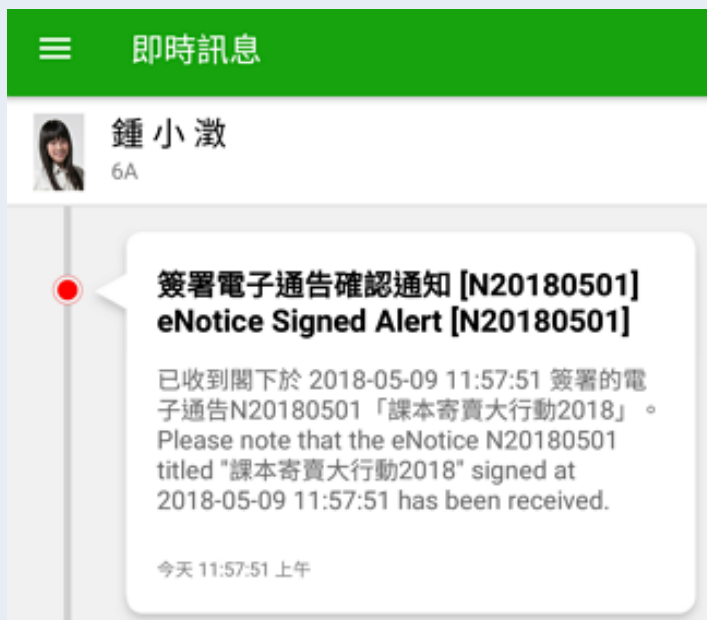 即時訊息
鍾小澂
6A
簽署電子通告確認通知 [N20180501]
eNotice Signed Alert [N20180501]
已收到閣下於 2018-05-09 11:57:51 簽署的電
子通告N20180501「課本寄賣大行動2018」。
Please note that the eNotice N20180501
titled "課本寄賣大行動2018" signed at
2018-05-09 11:57:51 has been received.
今天 11:57:51 上午